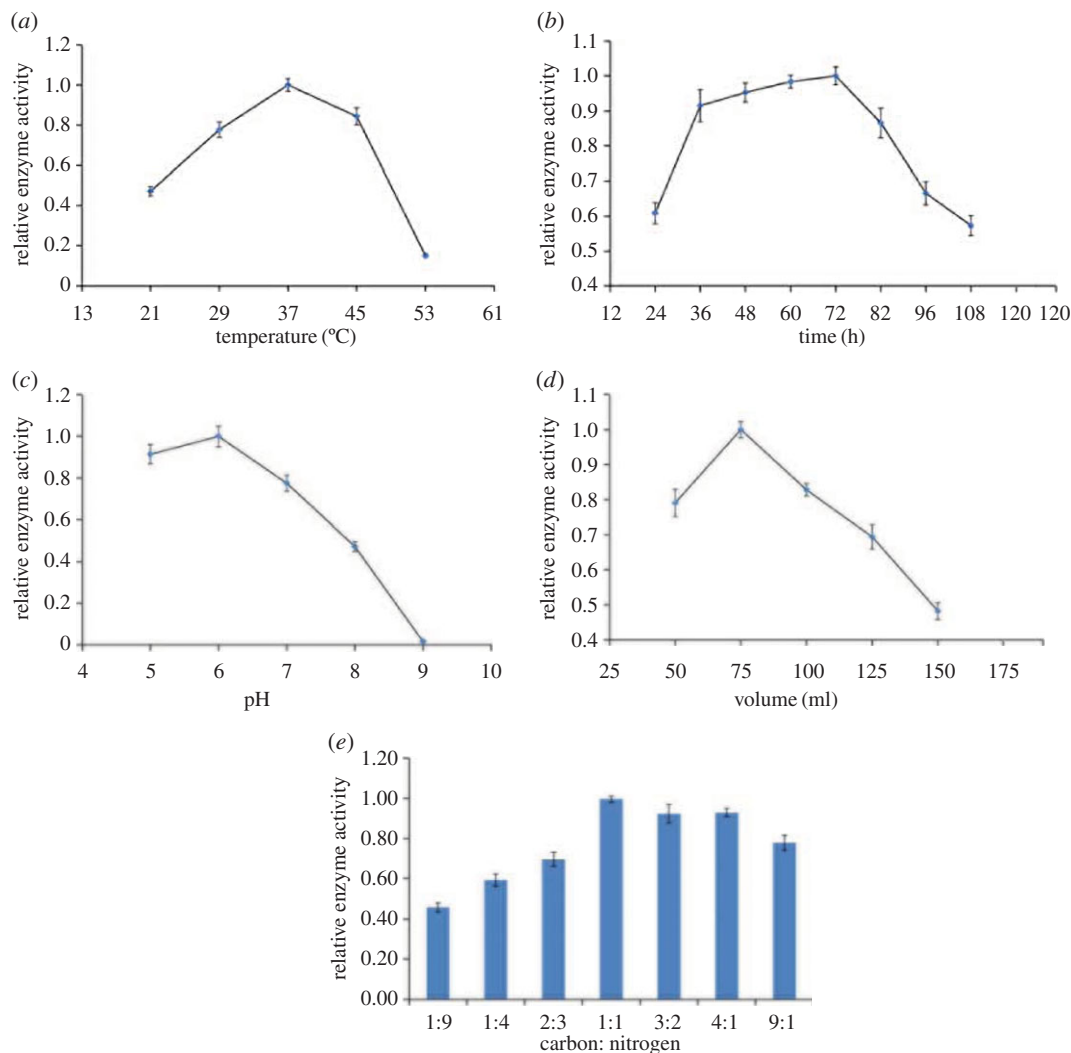 (a)
relative enzyme activity
1.2
1.0
0.8
0.6
0.4
0.2
0
13 21 29 37 45 53 61
temperature (ºC)
(b)
relative enzyme activity
1.1
1.0
0.9
0.8
0.7
0.6
0.5
0.4
12 24 36 48 60 72 82 96 108 120 120
time (h)
(c)
relative enzyme activity
1.2
1.0
0.8
0.6
0.4
0.2
0
4 5 6 7 8 9 10
pH
(d)
relative enzyme activity
1.1
1.0
0.9
0.8
0.7
0.6
0.5
0.4
25 50 75 100 125 150 175
volume (ml)
(e)
relative enzyme activity
1.20
1.00
0.80
0.60
0.40
0.20
0.00
1:9 1:4 2:3 1:1 3:2 4:1 9:1
carbon: nitrogen